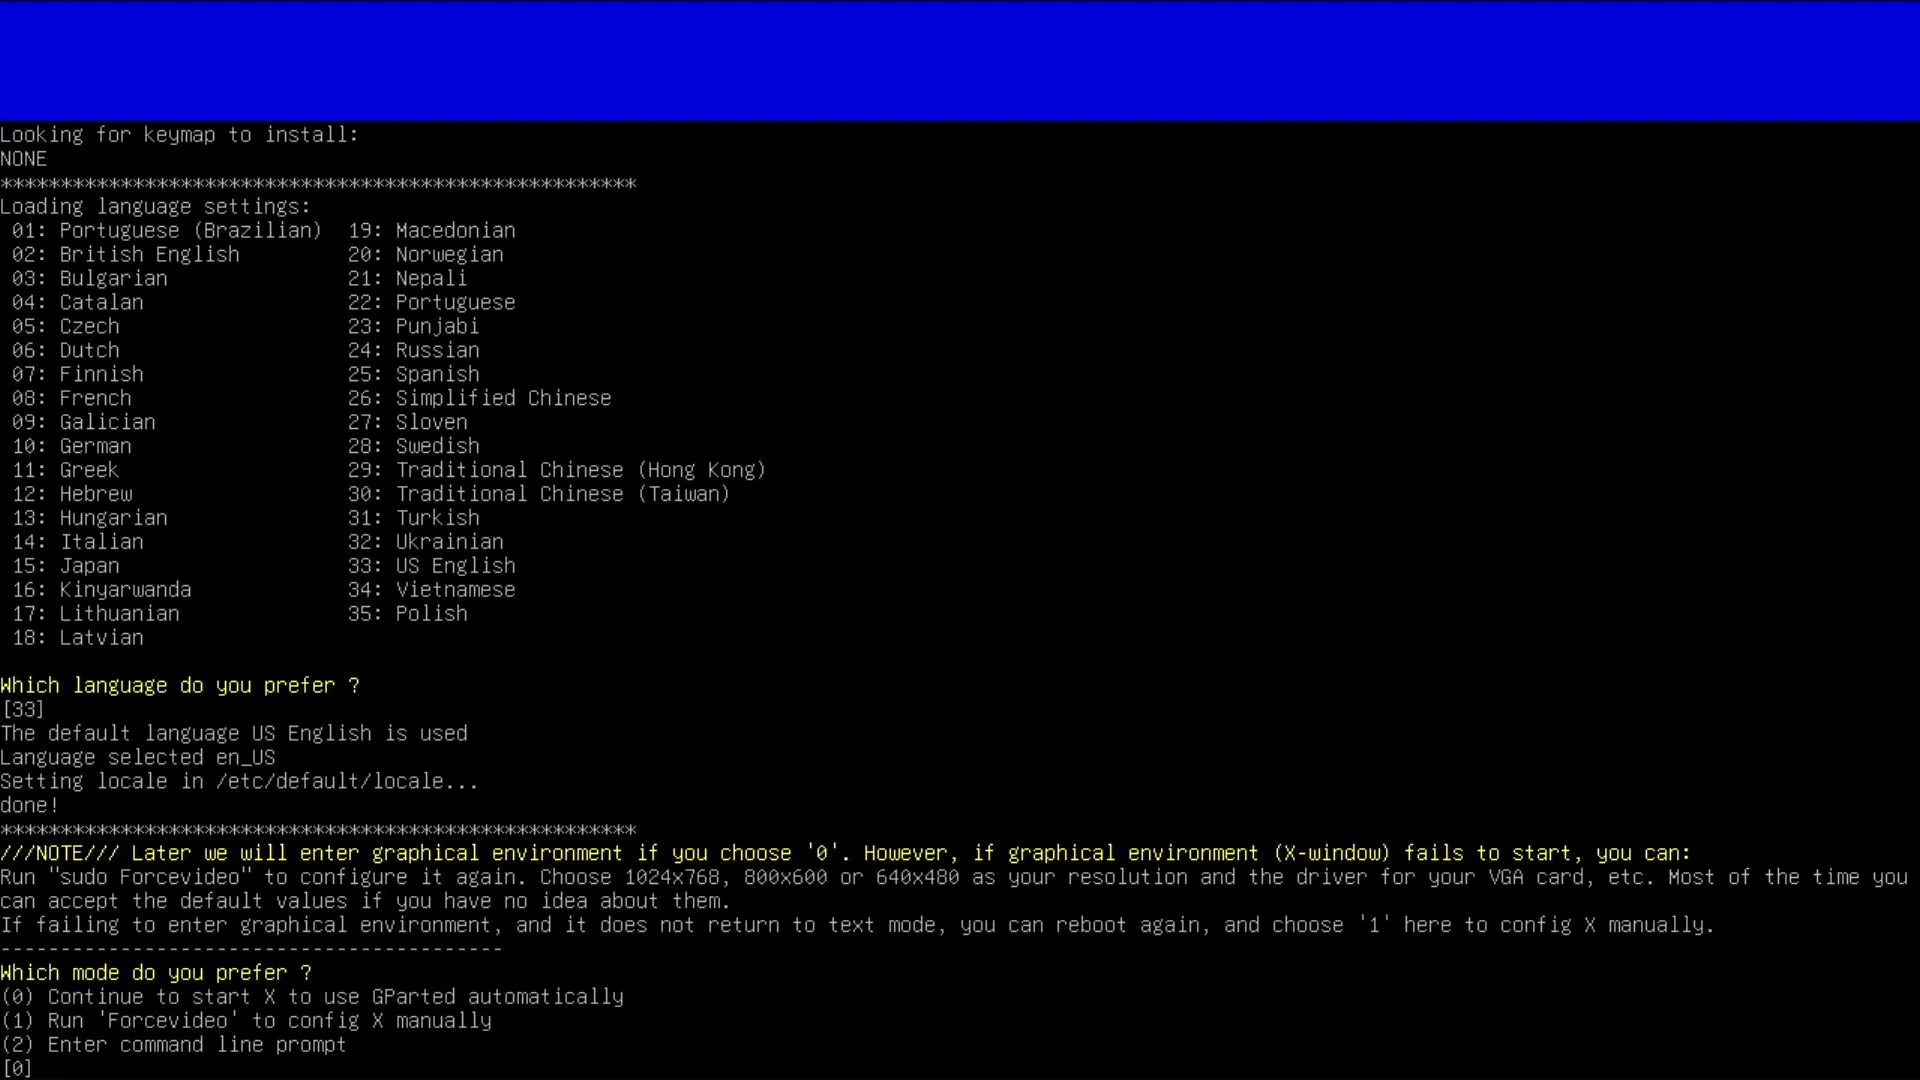 Looking for keymap to install:
NONE
*****************************************************
Loading language settings:
01: Portuguese (Brazilian)  19: Macedonian
02: British English         20: Norwegian
03: Bulgarian               21: Nepali
04: Catalan                 22: Portuguese
05: Czech                   23: Punjabi
06: Dutch                   24: Russian
07: Finnish                 25: Spanish
08: French                  26: Simplified Chinese
09: Galician                27: Sloven
10: German                  28: Swedish
11: Greek                   29: Traditional Chinese (Hong Kong)
12: Hebrew                  30: Traditional Chinese (Taiwan)
13: Hungarian               31: Turkish
14: Italian                 32: Ukrainian
15: Japan                   33: US English
16: Kinyarwanda             34: Vietnamese
17: Lithuanian              35: Polish
18: Latvian
Which language do you prefer ?
[33]
The default language US English is used
Language selected en_US
Setting locale in /etc/default/locale...
done!
*****************************************************
///NOTE/// Later we will enter graphical environment if you choose '0'. However, if graphical environment (X-window) fails to start, you can:
Run "sudo Forcevideo" to configure it again. Choose 1024x768, 800x600 or 640x480 as your resolution and the driver for your VGA card, etc. Most of the time you
can accept the default values if you have no idea about them.
If failing to enter graphical environment, and it does not return to text mode, you can reboot again, and choose '1' here to config X manually.
------------------------------------------
Which mode do you prefer ?
(0) Continue to start X to use GParted automatically
(1) Run 'Forcevideo' to config X manually
(2) Enter command line prompt
[0]